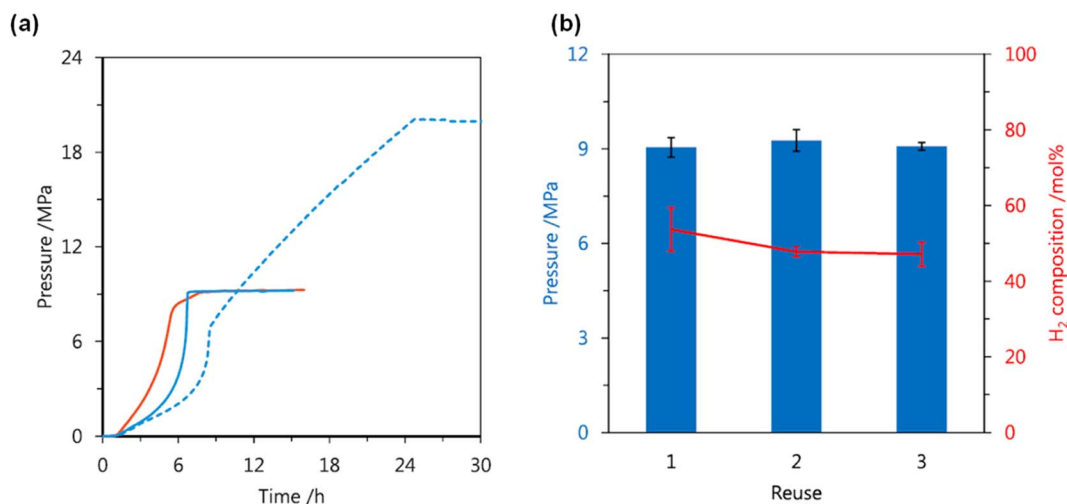 (a)
24
18
12
6
0
Pressure /MPa
0 6 12 18 24 30
Time /h
(b)
12
9
6
3
0
Pressure /MPa
100
80
60
40
20
0
H₂ composition /mol%
1 2 3
Reuse